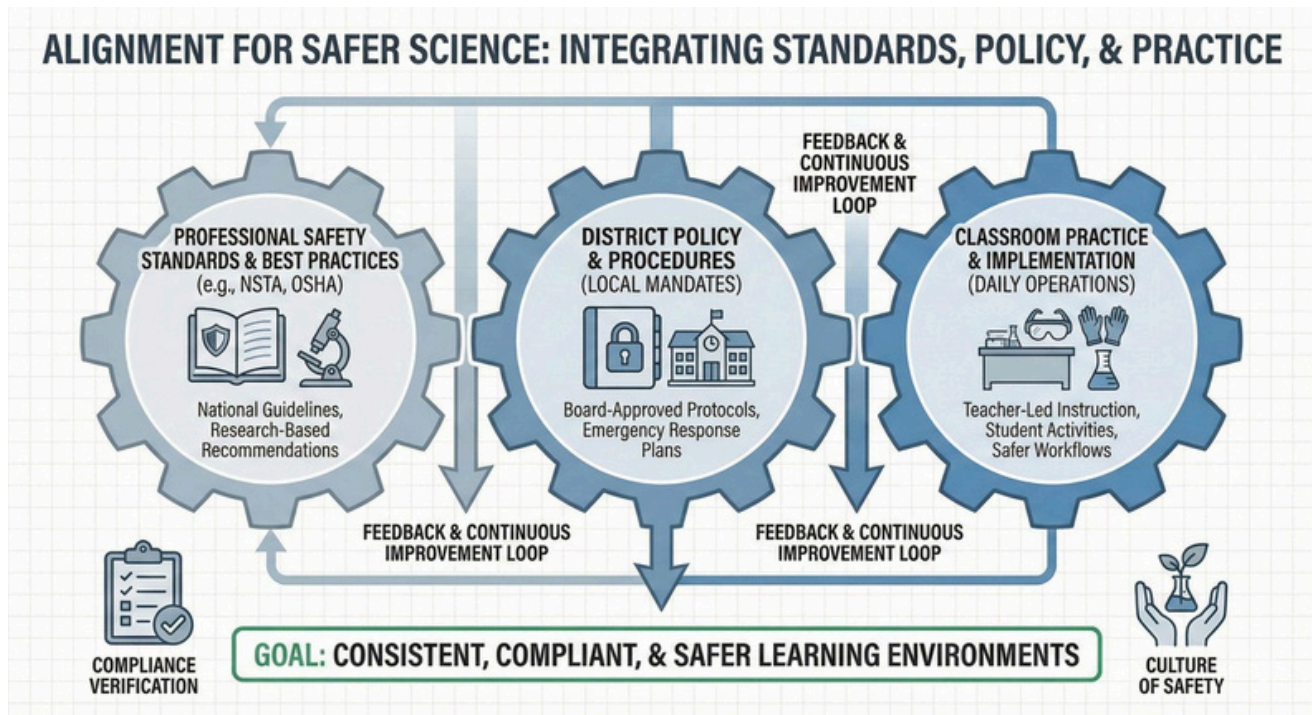 ALIGNMENT FOR SAFER SCIENCE: INTEGRATING STANDARDS, POLICY, & PRACTICE
PROFESSIONAL SAFETY
STANDARDS & BEST PRACTICES
(e.g., NSTA, OSHA)
National Guidelines,
Research-Based
Recommendations
DISTRICT POLICY
& PROCEDURES
(LOCAL MANDATES)
Board-Approved Protocols,
Emergency Response
Plans
FEEDBACK &
CONTINUOUS
IMPROVEMENT
LOOP
CLASSROOM PRACTICE
& IMPLEMENTATION
(DAILY OPERATIONS)
Teacher-Led Instruction,
Student Activities,
Safer Workflows
FEEDBACK & CONTINUOUS
IMPROVEMENT LOOP
FEEDBACK & CONTINUOUS
IMPROVEMENT LOOP
COMPLIANCE
VERIFICATION
GOAL: CONSISTENT, COMPLIANT, & SAFER LEARNING ENVIRONMENTS
CULTURE
OF SAFETY